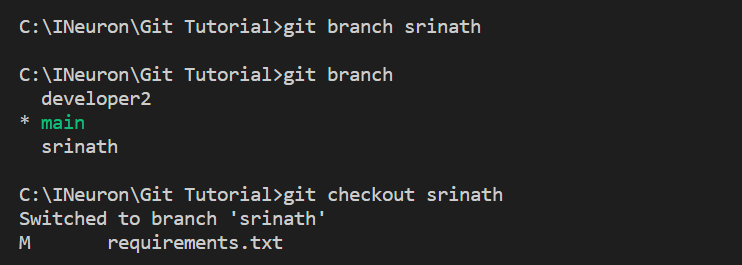 C:\INeuron\Git Tutorial>git branch srinath
C:\INeuron\Git Tutorial>git branch
  developer2
* main
  srinath
C:\INeuron\Git Tutorial>git checkout srinath
Switched to branch 'srinath'
M       requirements.txt